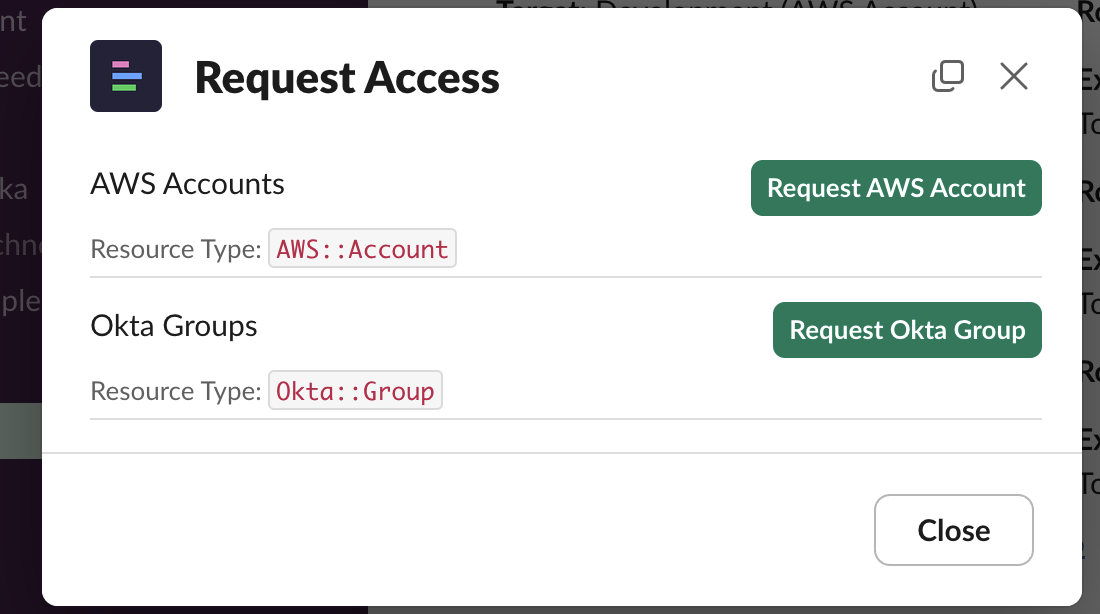 Request Access
AWS Accounts
Request AWS Account
Resource Type: AWS::Account
Okta Groups
Request Okta Group
Resource Type: Okta::Group
Close